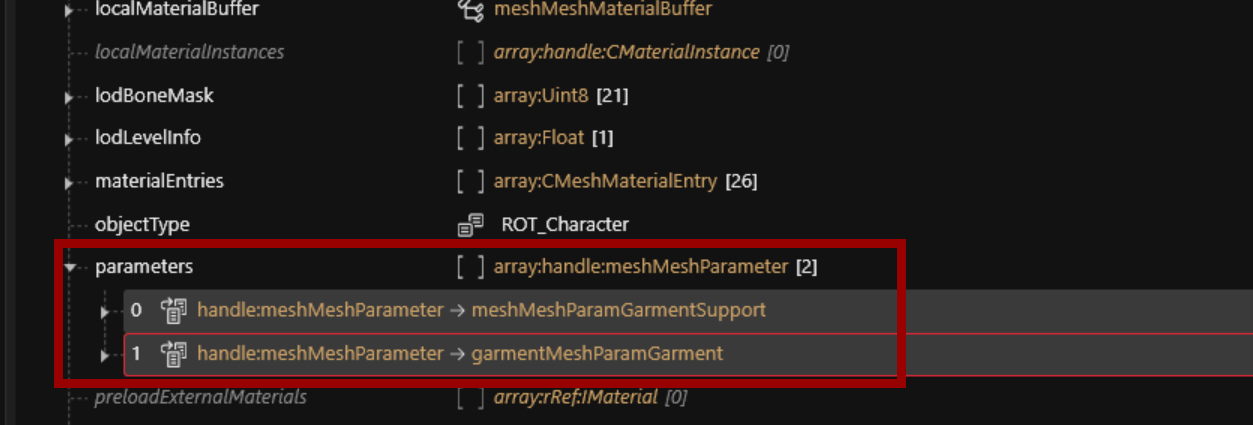 localMaterialBuffer meshMeshMaterialBuffer
localMaterialInstances [ ] array:handle:CMaterialInstance [0]
lodBoneMask [ ] array:Uint8 [21]
lodLevelInfo [ ] array:Float [1]
materialEntries [ ] array:CMeshMaterialEntry [26]
objectType ROT_Character
parameters [ ] array:handle:meshMeshParameter [2]
0 handle:meshMeshParameter → meshMeshParamGarmentSupport
1 handle:meshMeshParameter → garmentMeshParamGarment
preloadExternalMaterials [ ] array:rRef:IMaterial [0]